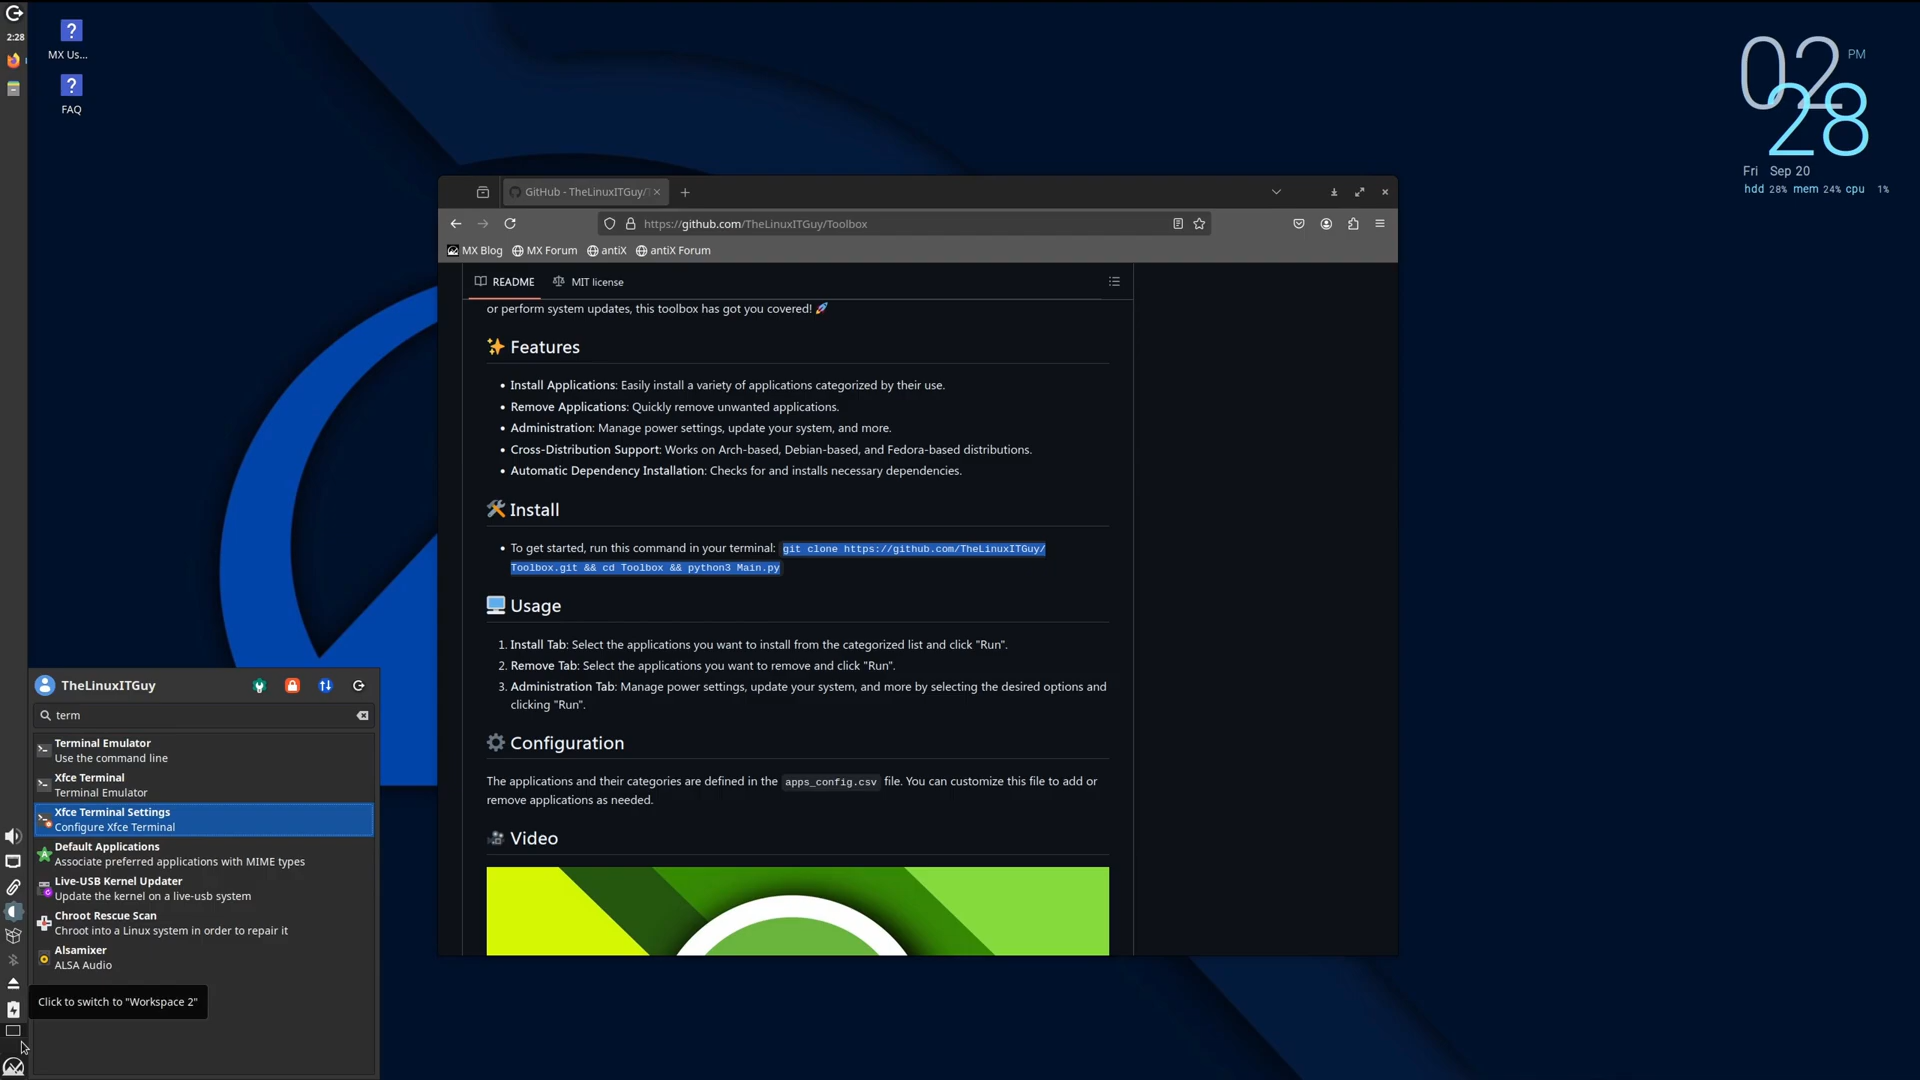 2:28
MX Us...
FAQ
02 PM
28
Fri Sep 20
hdd 28% mem 24% cpu 1%
GitHub - TheLinuxITGuy/
https://github.com/TheLinuxITGuy/Toolbox
MX Blog MX Forum antiX antiX Forum
README MIT license
or perform system updates, this toolbox has got you covered! 🚀
✨ Features
• Install Applications: Easily install a variety of applications categorized by their use.
• Remove Applications: Quickly remove unwanted applications.
• Administration: Manage power settings, update your system, and more.
• Cross-Distribution Support: Works on Arch-based, Debian-based, and Fedora-based distributions.
• Automatic Dependency Installation: Checks for and installs necessary dependencies.
🛠 Install
• To get started, run this command in your terminal: git clone https://github.com/TheLinuxITGuy/
Toolbox.git && cd Toolbox && python3 Main.py
🖥 Usage
1. Install Tab: Select the applications you want to install from the categorized list and click "Run".
2. Remove Tab: Select the applications you want to remove and click "Run".
3. Administration Tab: Manage power settings, update your system, and more by selecting the desired options and
clicking "Run".
⚙ Configuration
The applications and their categories are defined in the apps_config.csv file. You can customize this file to add or
remove applications as needed.
🎥 Video
TheLinuxITGuy
term
Terminal Emulator
Use the command line
Xfce Terminal
Terminal Emulator
Xfce Terminal Settings
Configure Xfce Terminal
Default Applications
Associate preferred applications with MIME types
Live-USB Kernel Updater
Update the kernel on a live-usb system
Chroot Rescue Scan
Chroot into a Linux system in order to repair it
Alsamixer
ALSA Audio
Click to switch to "Workspace 2"